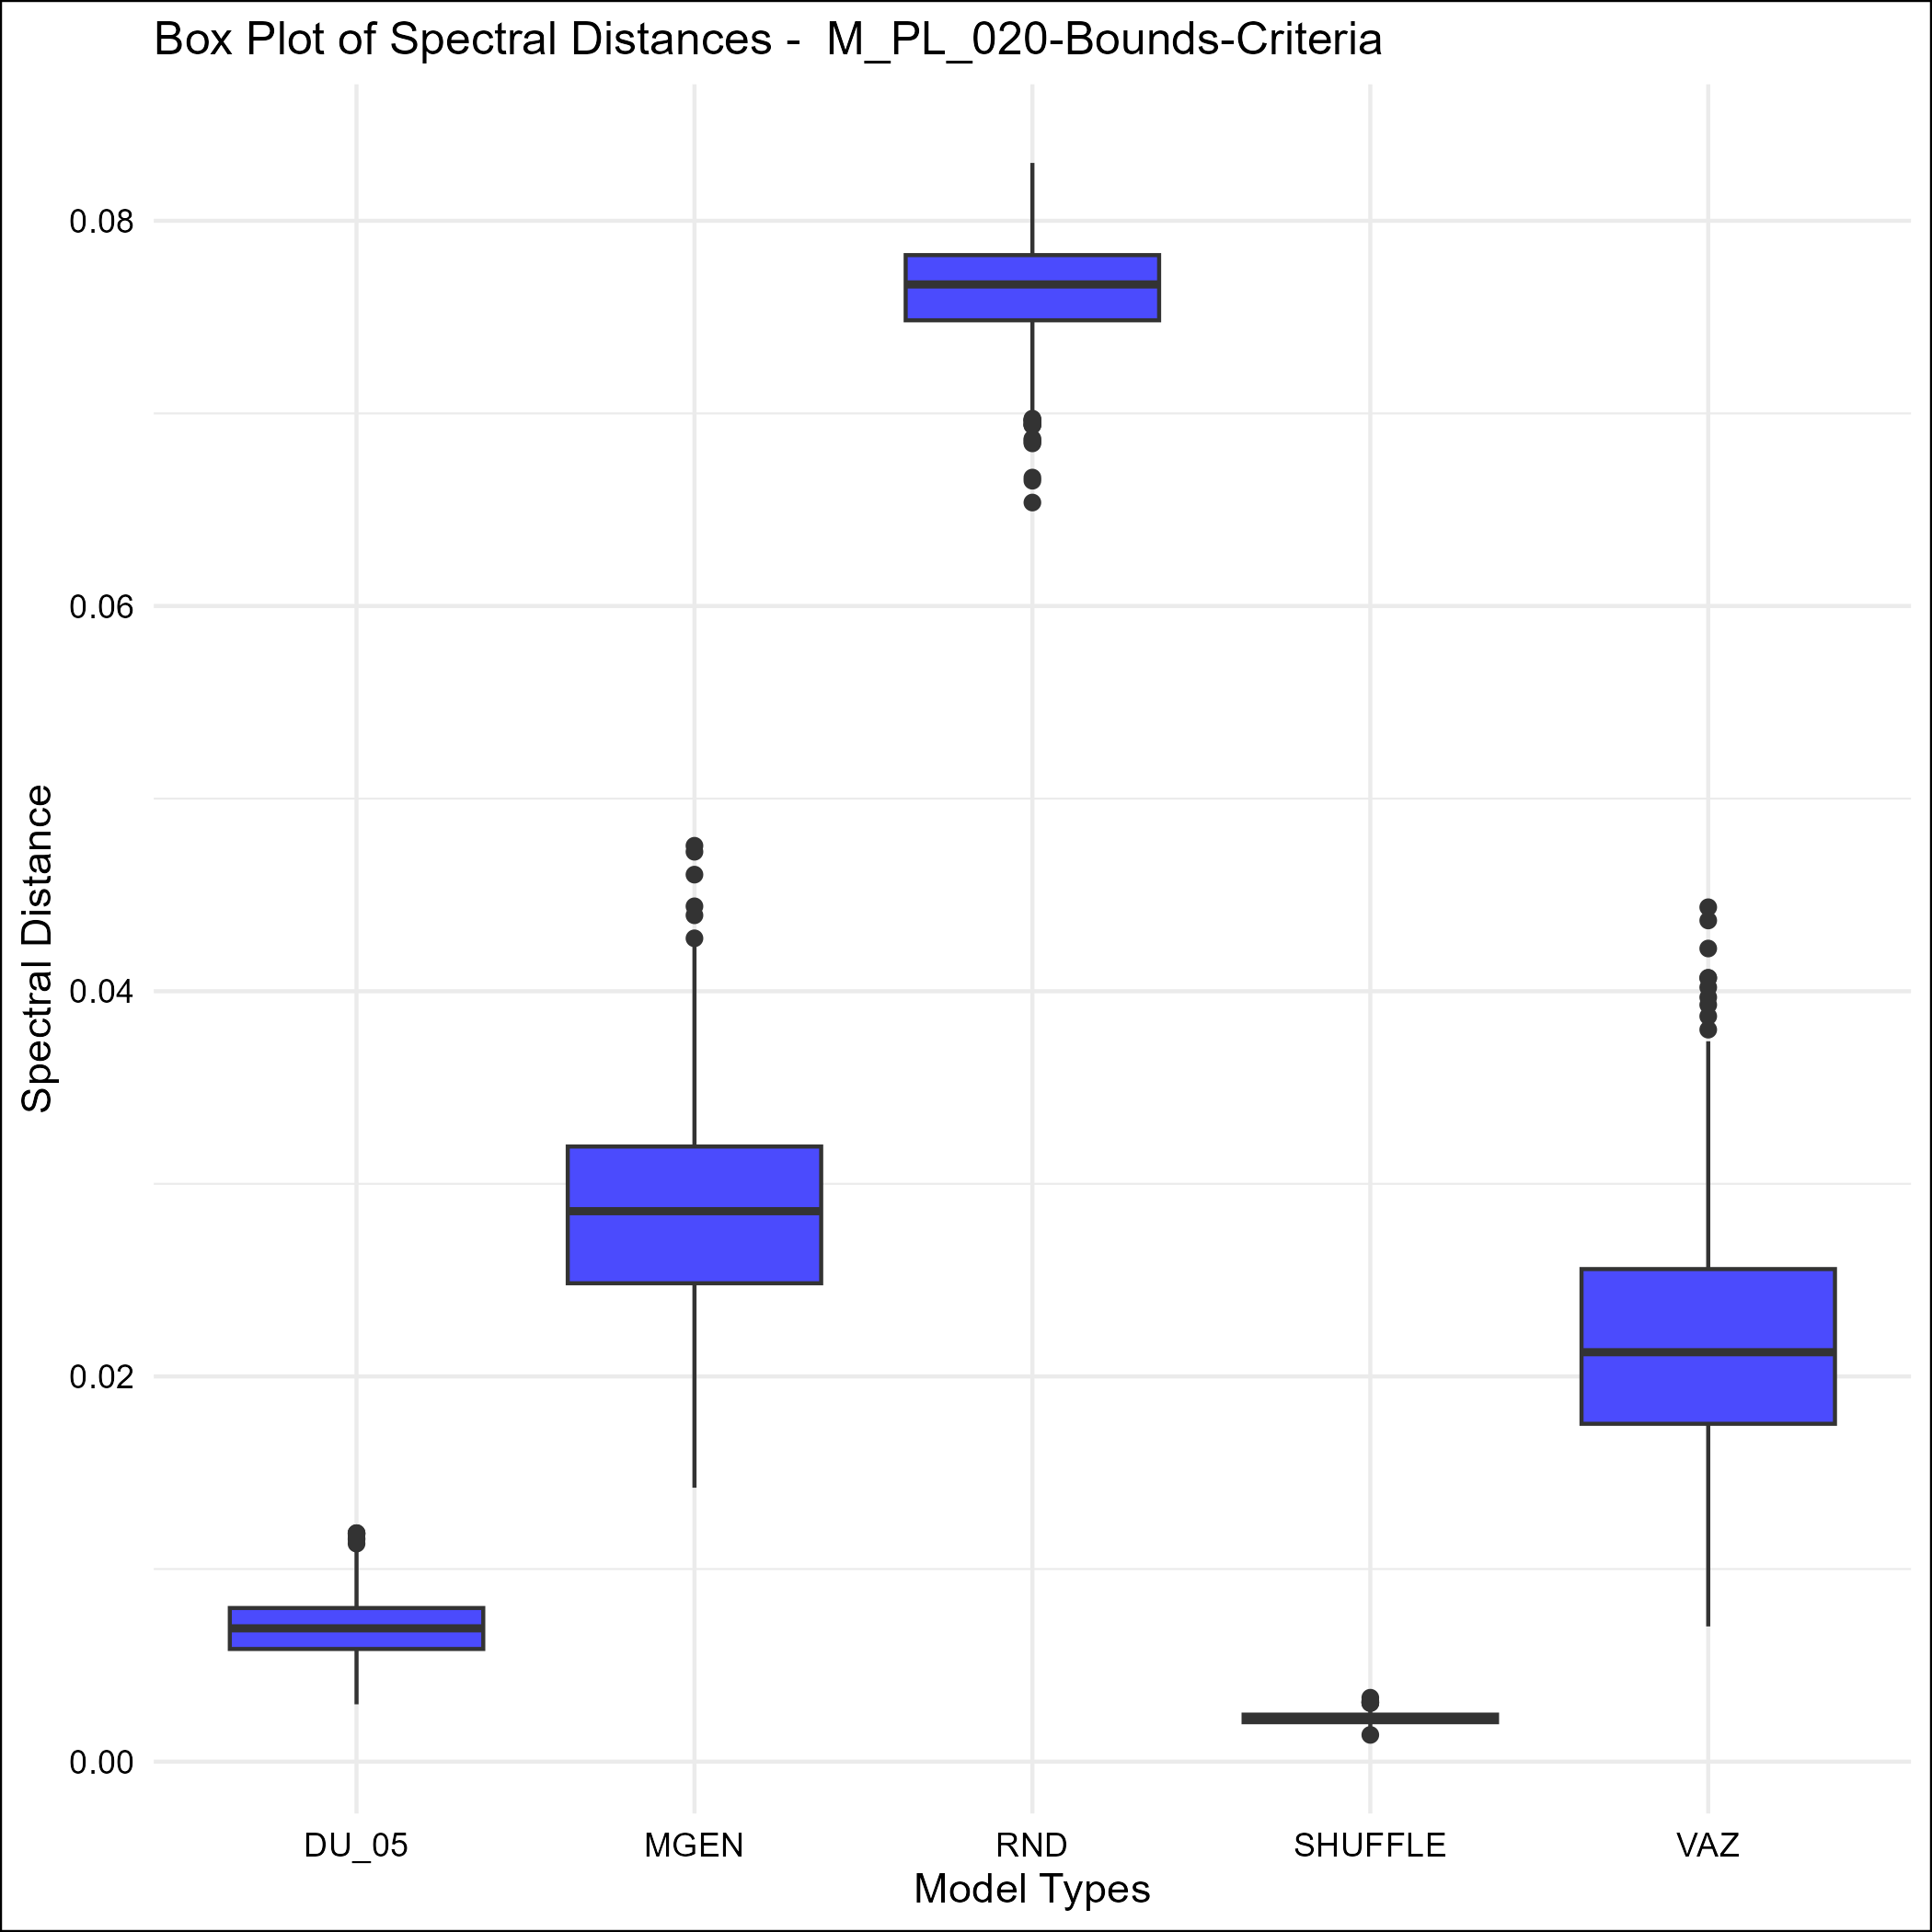 Box Plot of Spectral Distances -  M_PL_020-Bounds-Criteria
Spectral Distance
0.08
0.06
0.04
0.02
0.00
DU_05 MGEN RND SHUFFLE VAZ
Model Types